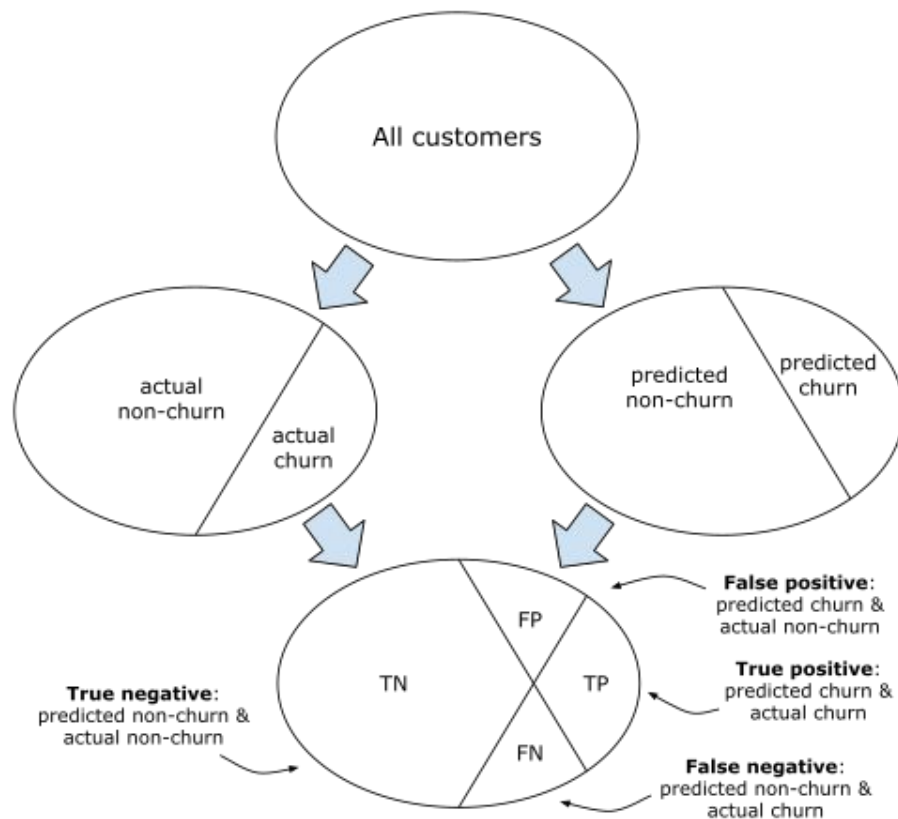 All customers
actual
non-churn
actual
churn
predicted
non-churn
predicted
churn
FP
TN
TP
FN
False positive:
predicted churn &
actual non-churn
True positive:
predicted churn &
actual churn
True negative:
predicted non-churn &
actual non-churn
False negative:
predicted non-churn &
actual churn